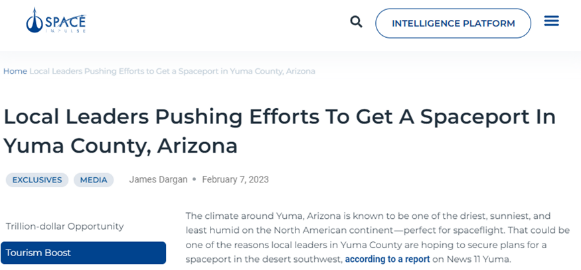 SPACE
IMPULSE
INTELLIGENCE PLATFORM
Home Local Leaders Pushing Efforts to Get a Spaceport in Yuma County, Arizona
Local Leaders Pushing Efforts To Get A Spaceport In
Yuma County, Arizona
EXCLUSIVES MEDIA James Dargan • February 7, 2023
Trillion-dollar Opportunity
Tourism Boost
The climate around Yuma, Arizona is known to be one of the driest, sunniest, and
least humid on the North American continent—perfect for spaceflight. That could be
one of the reasons local leaders in Yuma County are hoping to secure plans for a
spaceport in the desert southwest, according to a report on News 11 Yuma.